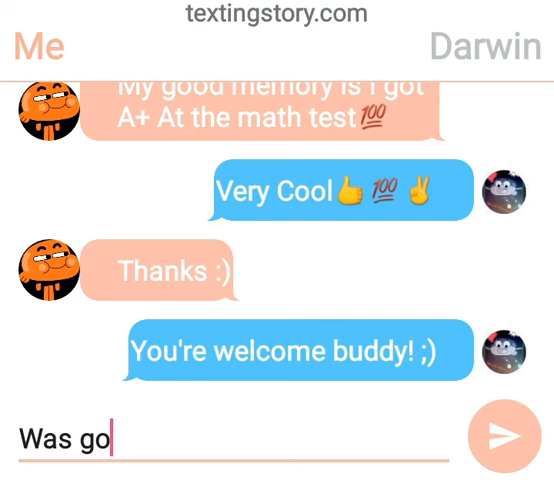 textingstory.com
Me
Darwin
My good memory is I got
A+ At the math test💯
Very Cool👍💯✌
Thanks :)
You're welcome buddy! ;)
Was go